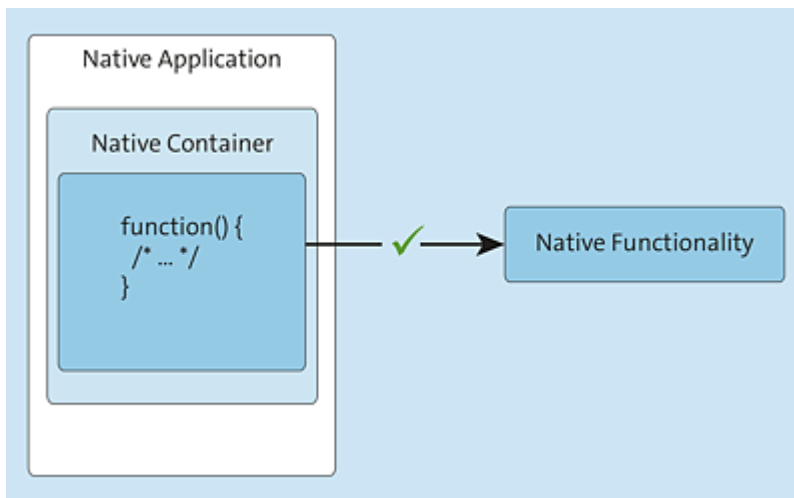 Native Application
Native Container
function() {
/* ... */
}
Native Functionality